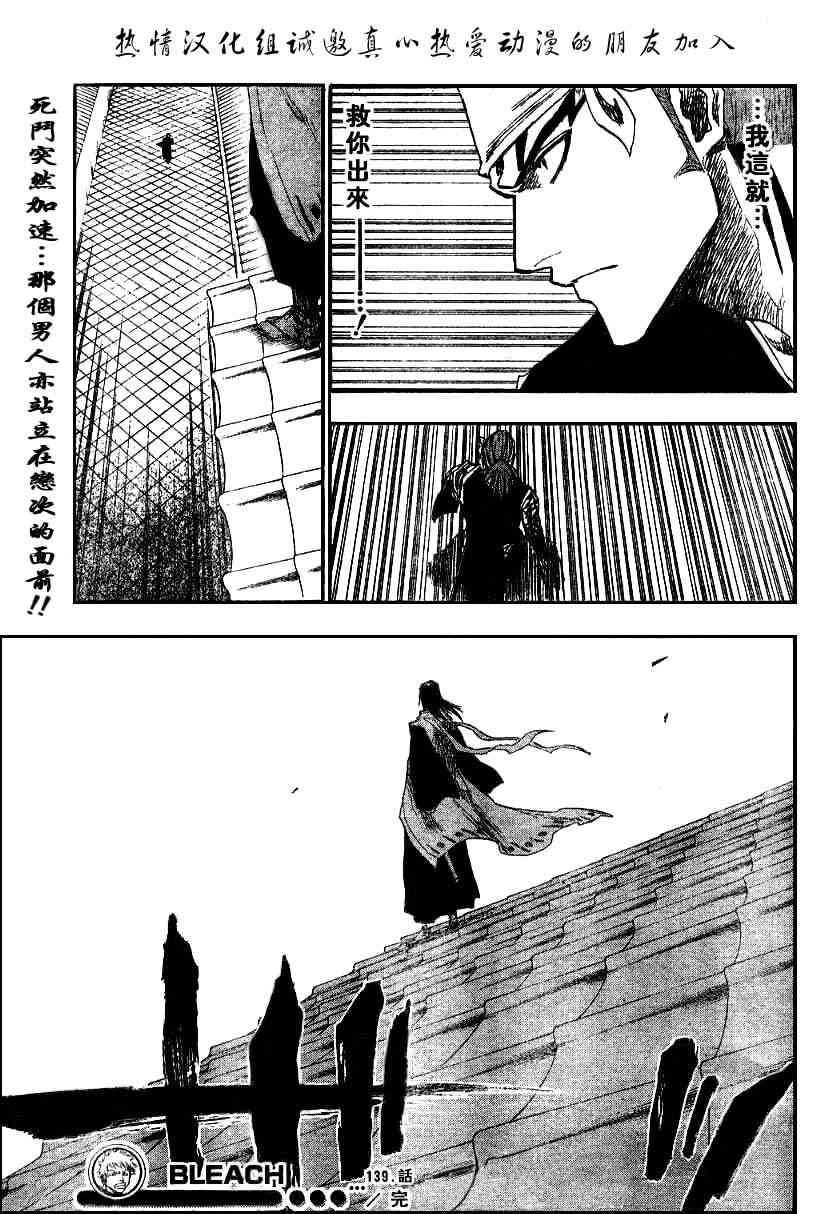 热情汉化组诚邀真心热爱动漫的朋友加入
…我這就…
救你出來——…！
死鬥突然加速…那個男人亦站立在戀次的面前!!
BLEACH
…139.話
／完